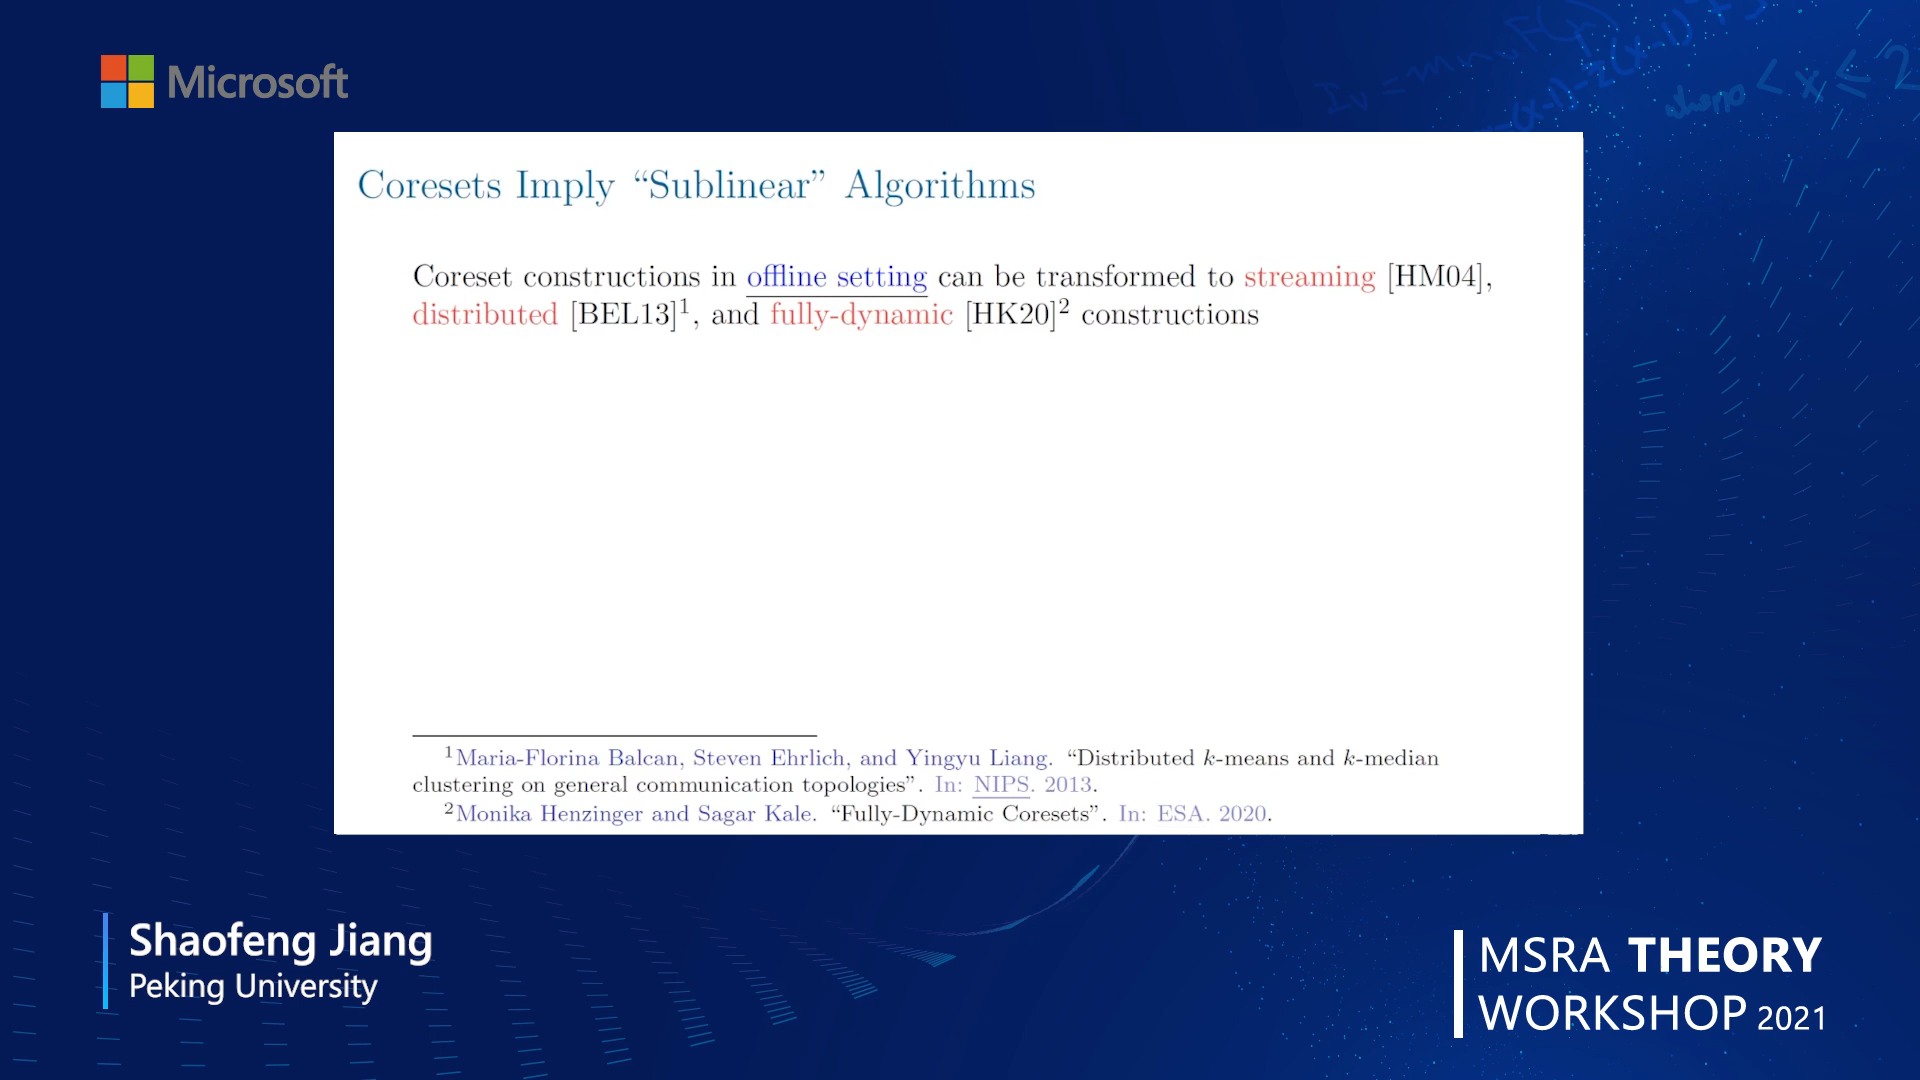 Microsoft
Coresets Imply “Sublinear” Algorithms
Coreset constructions in offline setting can be transformed to streaming [HM04],
distributed [BEL13]¹, and fully-dynamic [HK20]² constructions
¹Maria-Florina Balcan, Steven Ehrlich, and Yingyu Liang. “Distributed k-means and k-median
clustering on general communication topologies”. In: NIPS. 2013.
²Monika Henzinger and Sagar Kale. “Fully-Dynamic Coresets”. In: ESA. 2020.
Shaofeng Jiang
Peking University
MSRA THEORY
WORKSHOP 2021